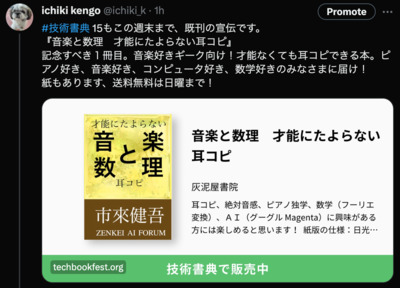 ichiki kengo @ichiki_k · 1h
Promote
#技術書典 15もこの週末まで、既刊の宣伝です。
『音楽と数理 才能にたよらない耳コピ』
記念すべき1冊目。音楽好きギーク向け！才能なくても耳コピできる本。ピ
アノ好き、音楽好き、コンピュータ好き、数学好きのみなさまに届け！
紙もあります、送料無料は日曜まで！
才能にたよらない
音楽
と
数理
耳コピ
市來健吾
ZENKEI AI FORUM
音楽と数理 才能にたよらない
耳コピ
灰泥屋書院
耳コピ、絶対音感、ピアノ独学、数学（フーリエ
変換）、ＡＩ（グーグル Magenta）に興味がある
方には楽しめると思います！ 紙版の仕様：日光…
techbookfest.org
技術書典で販売中